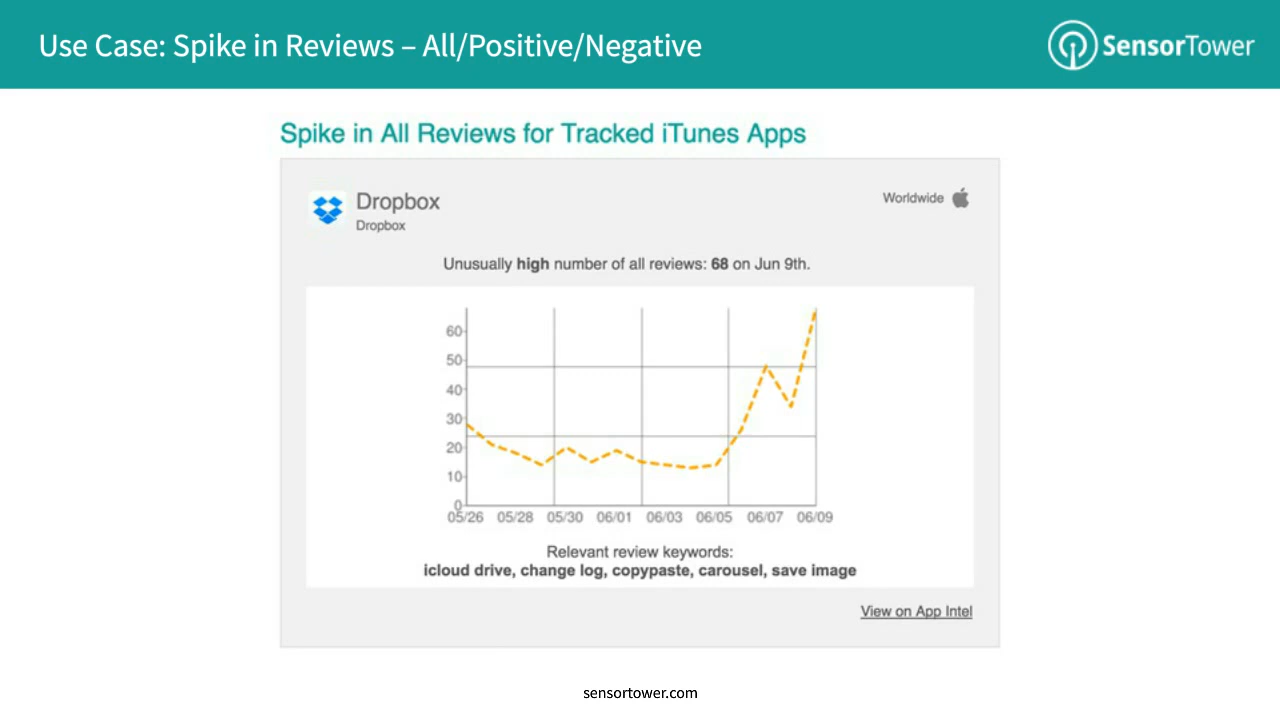 Use Case: Spike in Reviews – All/Positive/Negative
SensorTower
Spike in All Reviews for Tracked iTunes Apps
Dropbox
Dropbox
Worldwide
Unusually high number of all reviews: 68 on Jun 9th.
60
50
40
30
20
10
0
05/26 05/28 05/30 06/01 06/03 06/05 06/07 06/09
Relevant review keywords:
icloud drive, change log, copypaste, carousel, save image
View on App Intel
sensortower.com